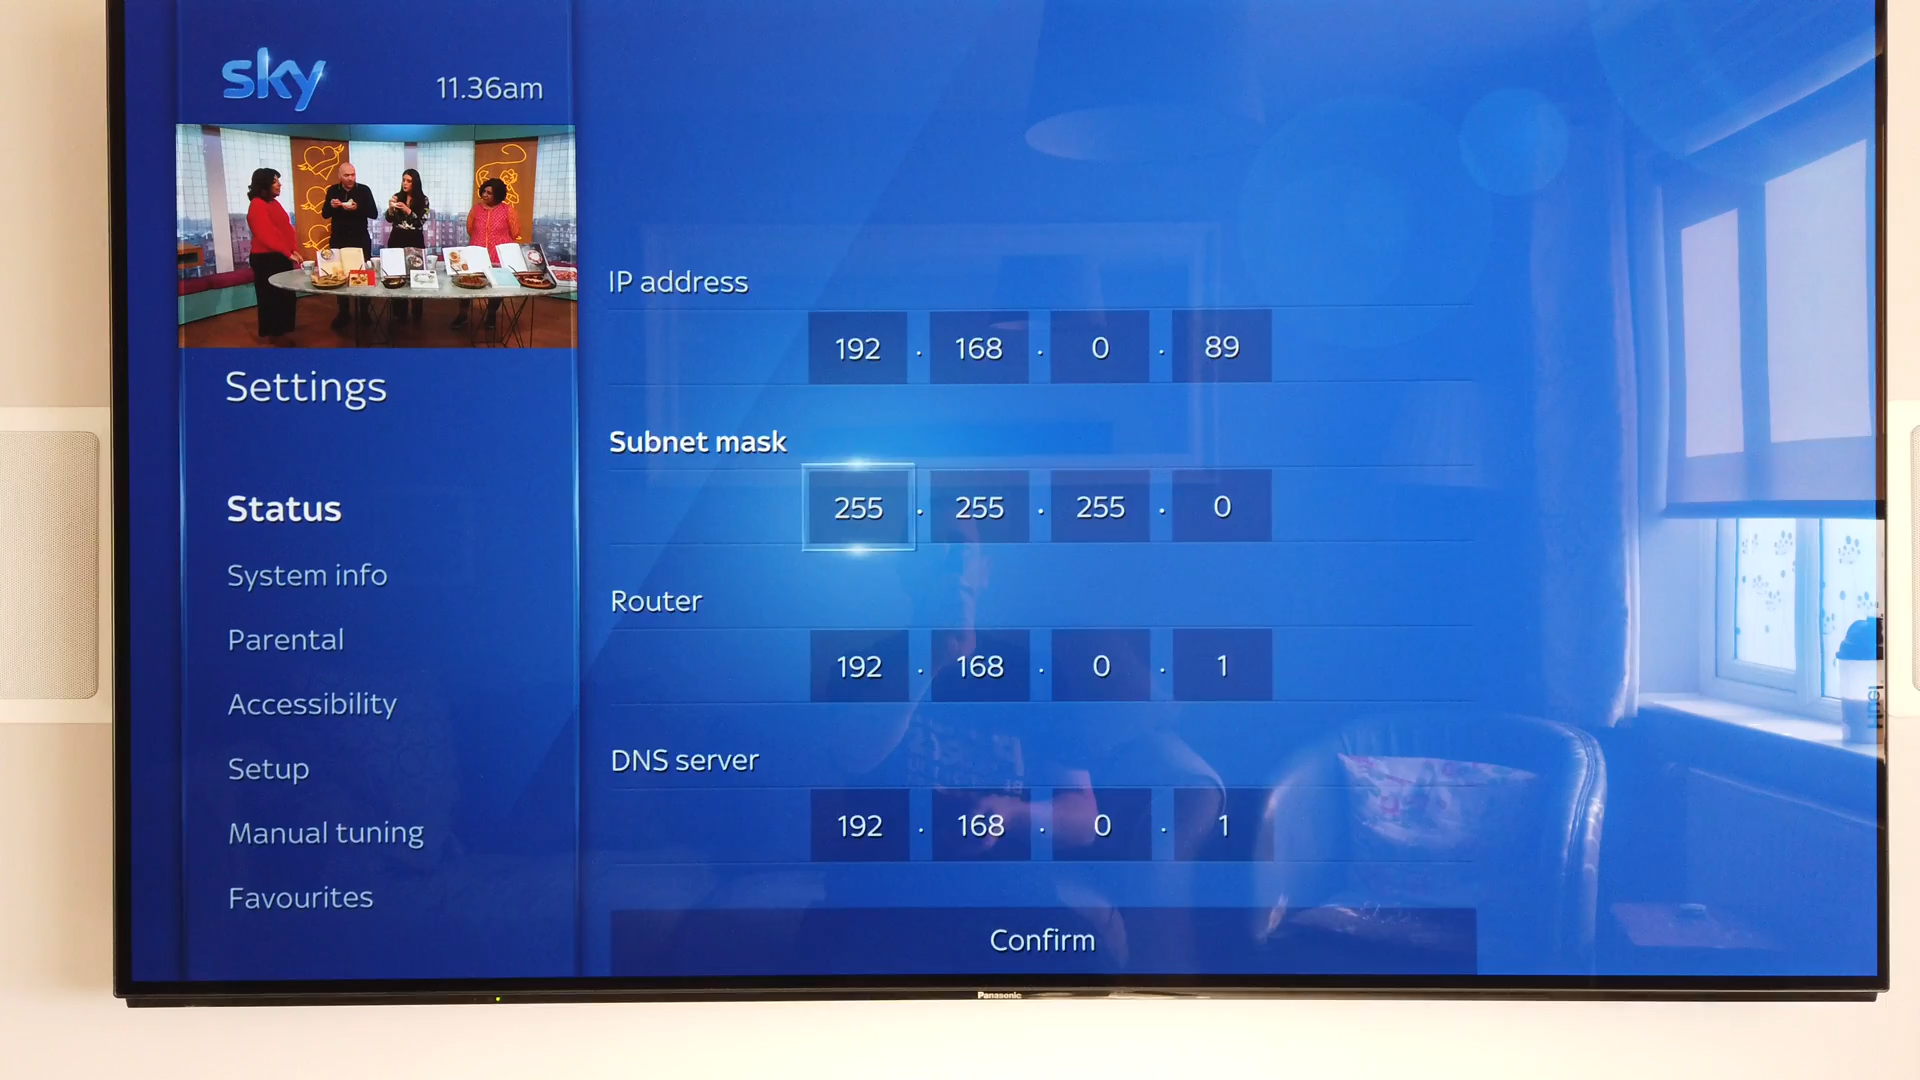 sky
11.36am
Settings
Status
System info
Parental
Accessibility
Setup
Manual tuning
Favourites
IP address
192 . 168 . 0 . 89
Subnet mask
255 . 255 . 255 . 0
Router
192 . 168 . 0 . 1
DNS server
192 . 168 . 0 . 1
Confirm
Panasonic